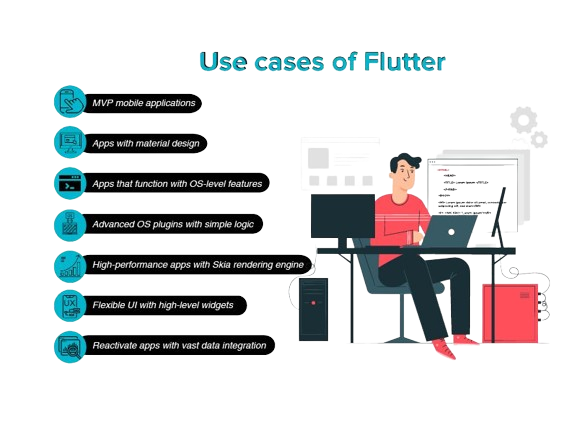 Use cases of Flutter
MVP mobile applications
Apps with material design
Apps that function with OS-level features
Advanced OS plugins with simple logic
High-performance apps with Skia rendering engine
UX
Flexible UI with high-level widgets
Reactivate apps with vast data integration